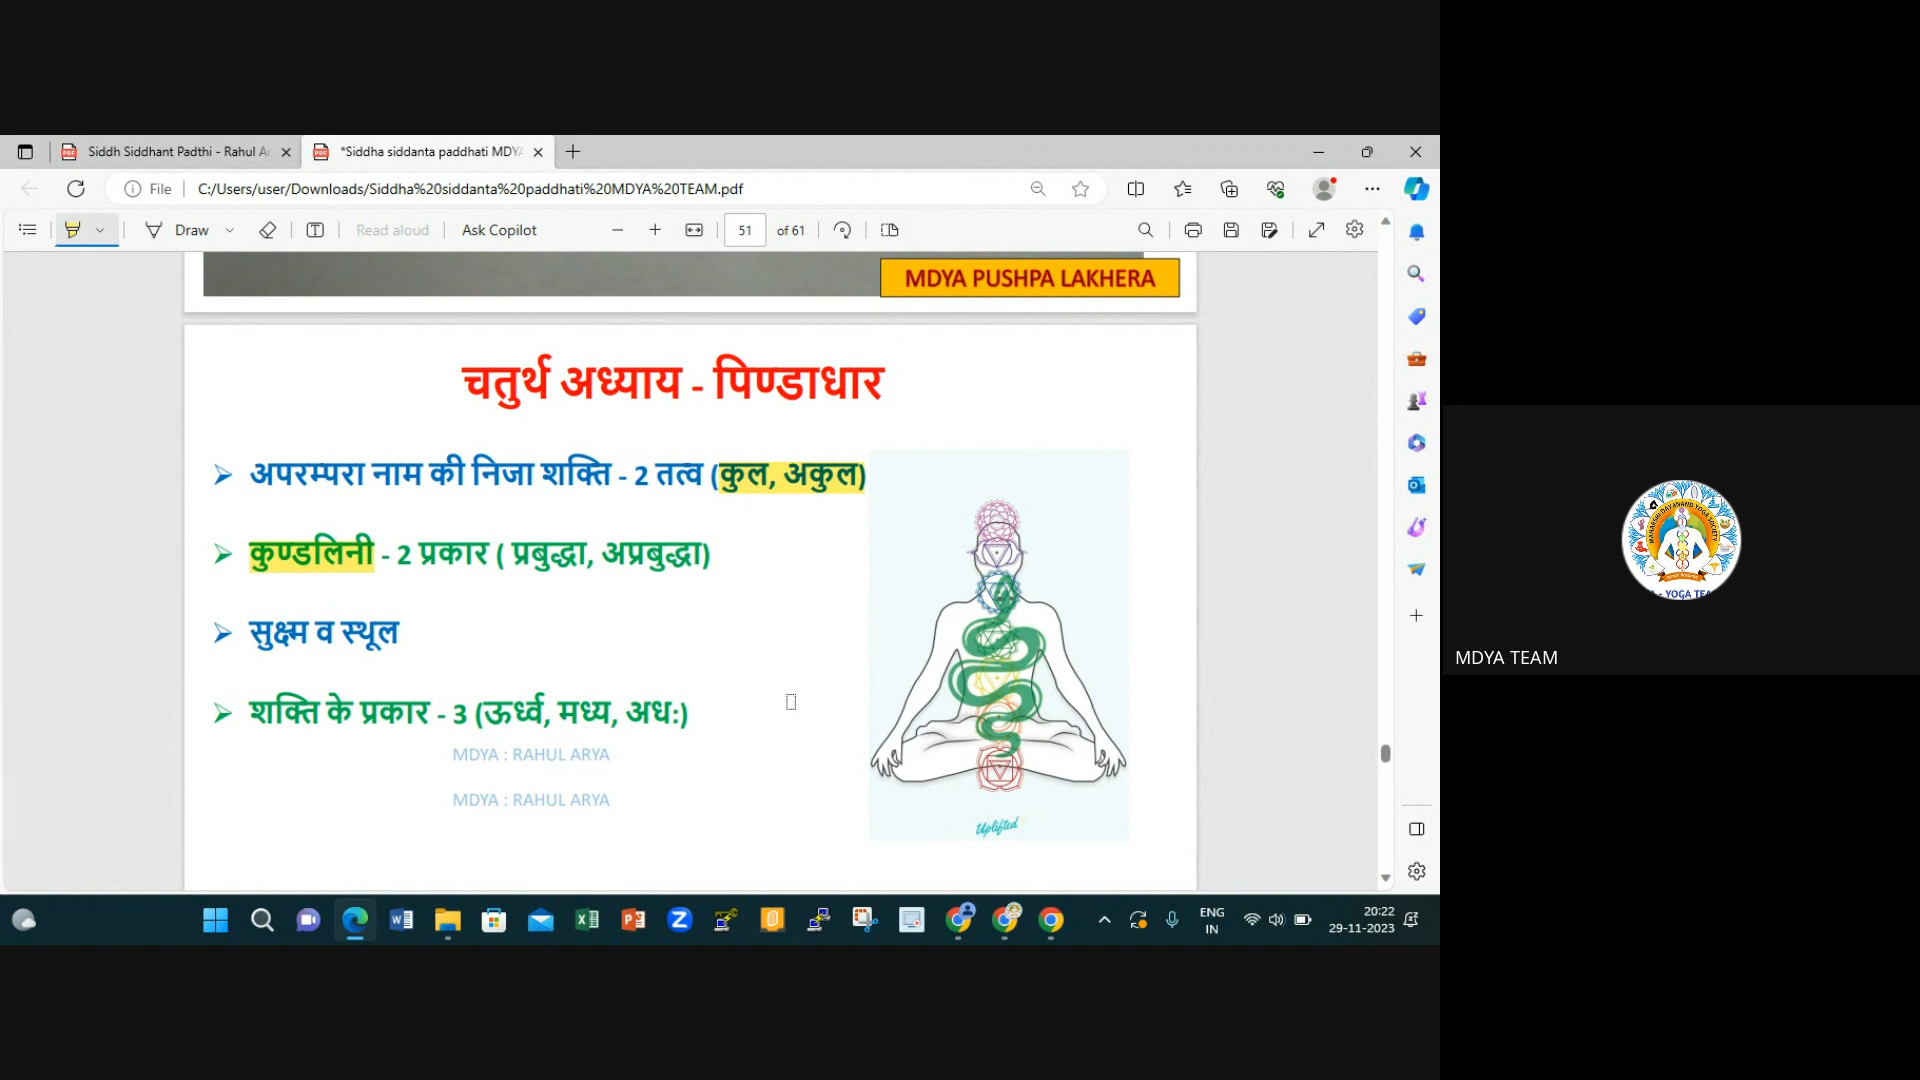 Siddh Siddhant Padthi - Rahul Ar
*Siddha siddanta paddhati MDYA
File
C:/Users/user/Downloads/Siddha%20siddanta%20paddhati%20MDYA%20TEAM.pdf
Draw
Read aloud
Ask Copilot
51
of 61
MDYA PUSHPA LAKHERA
चतुर्थ अध्याय - पिण्डाधार
➢ अपरम्परा नाम की निजा शक्ति - 2 तत्व (कुल, अकुल)
➢ कुण्डलिनी - 2 प्रकार ( प्रबुद्धा, अप्रबुद्धा)
➢ सुक्ष्म व स्थूल
➢ शक्ति के प्रकार - 3 (ऊर्ध्व, मध्य, अध:)
MDYA : RAHUL ARYA
MDYA : RAHUL ARYA
Uplifted
MDYA TEAM
ENG
IN
20:22
29-11-2023